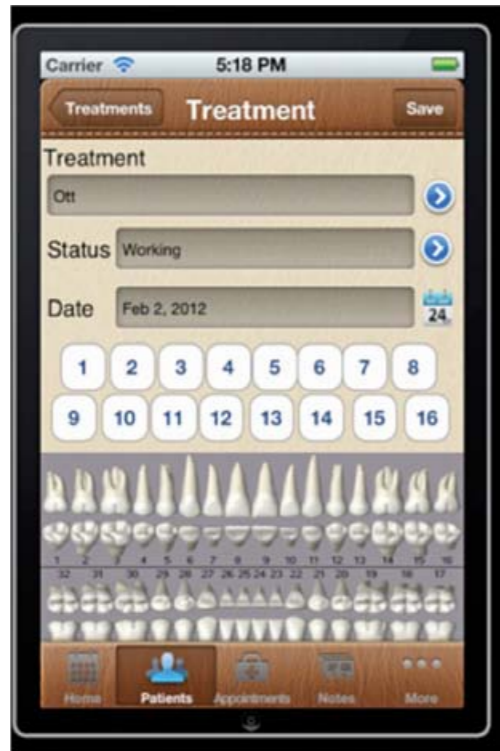 Carrier 5:18 PM
Treatments Treatment Save
Treatment
Ott
Status Working
Date Feb 2, 2012 24
1 2 3 4 5 6 7 8
9 10 11 12 13 14 15 16
1 2 3 4 5 6 7 8 9 10 11 12 13 14 15 16
32 31 30 29 28 27 26 25 24 23 22 21 20 19 18 17
Home Patients Appointments Notes More